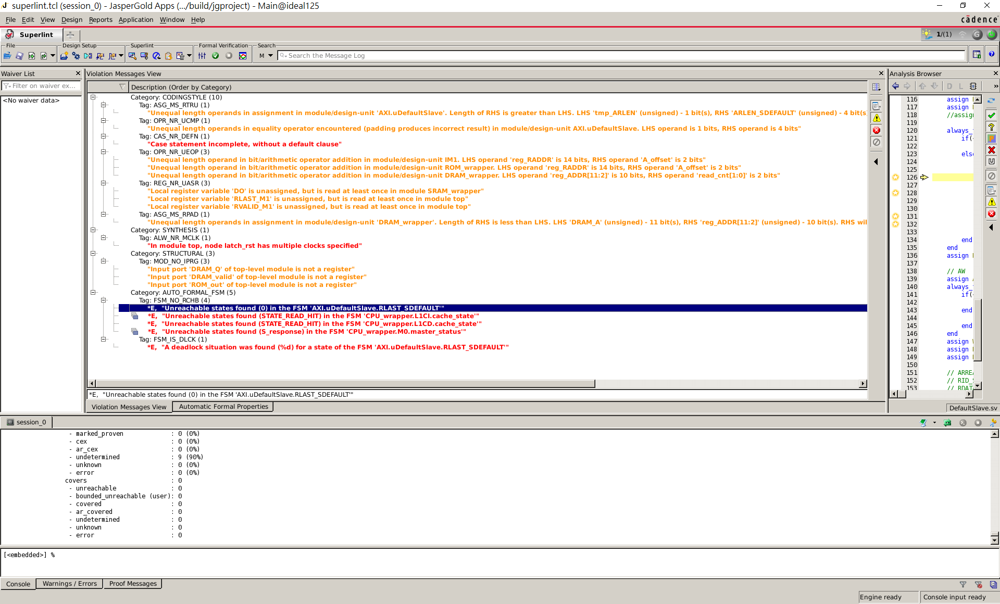 superlint.tcl (session_0) - JasperGold Apps (.../build/jgproject) - Main@ideal125
File Edit View Design Reports Application Window Help
cādence
Superlint
1/(1)
File Design Setup Superlint Formal Verification Search
M
Search the Message Log
Waiver List
Filter on waiver ex...
<No waiver data>
Violation Messages View
Description (Order by Category)
Category: CODINGSTYLE (10)
Tag: ASG_MS_RTRU (1)
"Unequal length operands in assignment in module/design-unit 'AXI.uDefaultSlave'. Length of RHS is greater than LHS. LHS 'tmp_ARLEN' (unsigned) - 1 bit(s), RHS 'ARLEN_SDEFAULT' (unsigned) - 4 bit(s
Tag: OPR_NR_UCMP (1)
"Unequal length operands in equality operator encountered (padding produces incorrect result) in module/design-unit AXI.uDefaultSlave. LHS operand is 1 bits, RHS operand is 4 bits"
Tag: CAS_NR_DEFN (1)
"Case statement incomplete, without a default clause"
Tag: OPR_NR_UEOP (3)
"Unequal length operand in bit/arithmetic operator addition in module/design-unit IM1. LHS operand 'reg_RADDR' is 14 bits, RHS operand 'A_offset' is 2 bits"
"Unequal length operand in bit/arithmetic operator addition in module/design-unit ROM_wrapper. LHS operand 'reg_RADDR' is 14 bits, RHS operand 'A_offset' is 2 bits"
"Unequal length operand in bit/arithmetic operator addition in module/design-unit DRAM_wrapper. LHS operand 'reg_ADDR[11:2]' is 10 bits, RHS operand 'read_cnt[1:0]' is 2 bits"
Tag: REG_NR_UASR (3)
"Local register variable 'DO' is unassigned, but is read at least once in module SRAM_wrapper"
"Local register variable 'RLAST_M1' is unassigned, but is read at least once in module top"
"Local register variable 'RVALID_M1' is unassigned, but is read at least once in module top"
Tag: ASG_MS_RPAD (1)
"Unequal length operands in assignment in module/design-unit 'DRAM_wrapper'. Length of RHS is less than LHS. LHS 'DRAM_A' (unsigned) - 11 bit(s), RHS 'reg_ADDR[11:2]' (unsigned) - 10 bit(s). RHS wil
Category: SYNTHESIS (1)
Tag: ALW_NR_MCLK (1)
"In module top, node latch_rst has multiple clocks specified"
Category: STRUCTURAL (3)
Tag: MOD_NO_IPRG (3)
"Input port 'DRAM_Q' of top-level module is not a register"
"Input port 'DRAM_valid' of top-level module is not a register"
"Input port 'ROM_out' of top-level module is not a register"
Category: AUTO_FORMAL_FSM (5)
Tag: FSM_NO_RCHB (4)
*E, "Unreachable states found (0) in the FSM 'AXI.uDefaultSlave.RLAST_SDEFAULT'"
*E, "Unreachable states found (STATE_READ_HIT) in the FSM 'CPU_wrapper.L1CI.cache_state'"
*E, "Unreachable states found (STATE_READ_HIT) in the FSM 'CPU_wrapper.L1CD.cache_state'"
*E, "Unreachable states found (S_response) in the FSM 'CPU_wrapper.M0.master_status'"
Tag: FSM_IS_DLCK (1)
*E, "A deadlock situation was found (%d) for a state of the FSM 'AXI.uDefaultSlave.RLAST_SDEFAULT'"
*E, "Unreachable states found (0) in the FSM 'AXI.uDefaultSlave.RLAST_SDEFAULT'"
Violation Messages View Automatic Formal Properties
Analysis Browser
D L
»
116 assign
117 assign
118 //assign
119
120 always_
121 if(
122
123 else
124
125
126
127
128
129
130
131
132
133
134 end
135 end
136 assign
137
138 // AW
139 assign
140 always_
141 if(
142
143 end
144
145 end
146 end
147 assign
148 assign
149 assign
150
151 // ARREA
152 // RID_
153 // RDATA
DefaultSlave.sv
session_0
- marked_proven : 0 (0%)
- cex : 0 (0%)
- ar_cex : 0 (0%)
- undetermined : 9 (90%)
- unknown : 0 (0%)
- error : 0 (0%)
covers : 0
- unreachable : 0
- bounded_unreachable (user): 0
- covered : 0
- ar_covered : 0
- undetermined : 0
- unknown : 0
- error : 0
[<embedded>] %
Console Warnings / Errors Proof Messages
Engine ready Console input ready